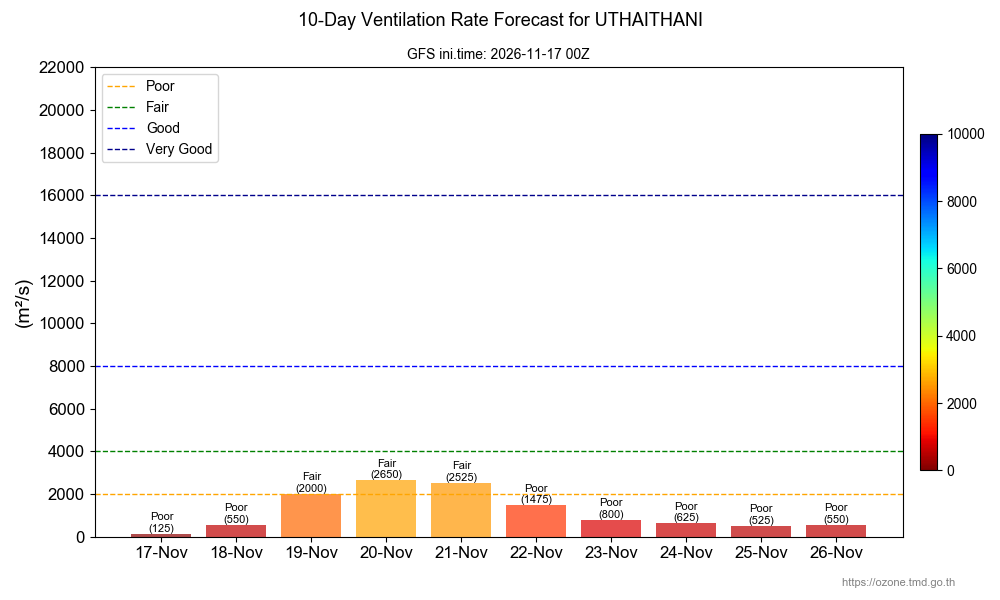 10-Day Ventilation Rate Forecast for UTHAITHANI
GFS ini.time: 2026-11-17 00Z
(m²/s)
22000
20000
18000
16000
14000
12000
10000
8000
6000
4000
2000
0
Poor
Fair
Good
Very Good
Poor
(125)
Poor
(550)
Fair
(2000)
Fair
(2650)
Fair
(2525)
Poor
(1475)
Poor
(800)
Poor
(625)
Poor
(525)
Poor
(550)
17-Nov 18-Nov 19-Nov 20-Nov 21-Nov 22-Nov 23-Nov 24-Nov 25-Nov 26-Nov
10000
8000
6000
4000
2000
0
https://ozone.tmd.go.th